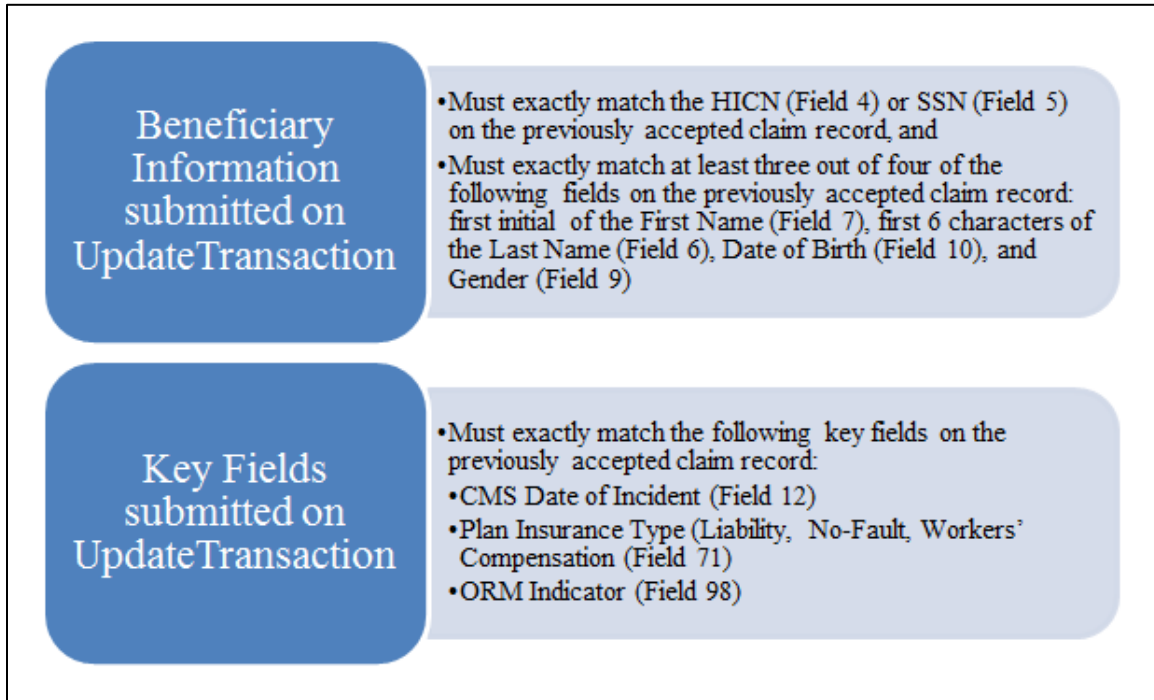 Beneficiary
Information
submitted on
UpdateTransaction
•Must exactly match the HICN (Field 4) or SSN (Field 5)
on the previously accepted claim record, and
•Must exactly match at least three out of four of the
following fields on the previously accepted claim record:
first initial of the First Name (Field 7), first 6 characters of
the Last Name (Field 6), Date of Birth (Field 10), and
Gender (Field 9)
Key Fields
submitted on
UpdateTransaction
•Must exactly match the following key fields on the
previously accepted claim record:
•CMS Date of Incident (Field 12)
•Plan Insurance Type (Liability, No-Fault, Workers’
Compensation (Field 71)
•ORM Indicator (Field 98)